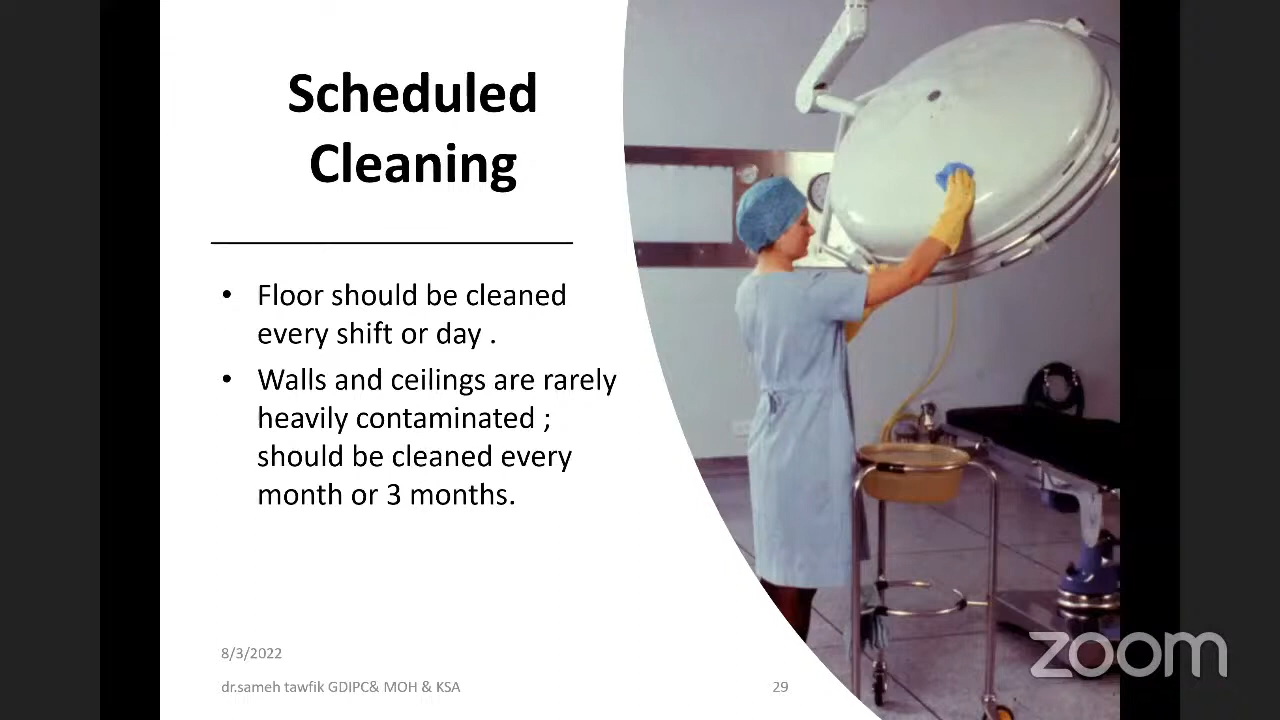 Scheduled
Cleaning
• Floor should be cleaned
every shift or day .
• Walls and ceilings are rarely
heavily contaminated ;
should be cleaned every
month or 3 months.
8/3/2022
dr.sameh tawfik GDIPC& MOH & KSA
29
zoom